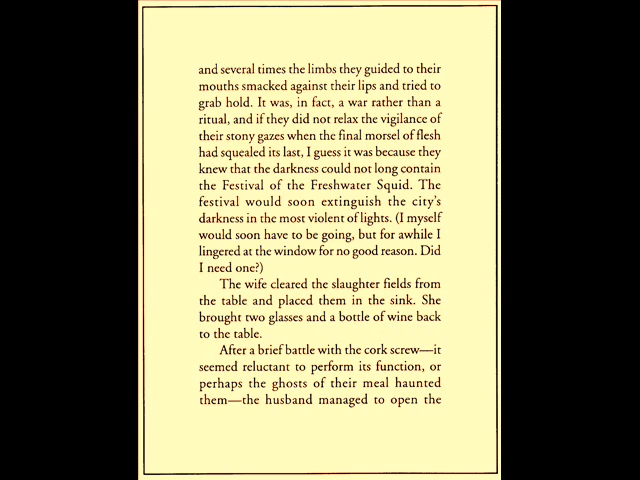 and several times the limbs they guided to their
mouths smacked against their lips and tried to
grab hold. It was, in fact, a war rather than a
ritual, and if they did not relax the vigilance of
their stony gazes when the final morsel of flesh
had squealed its last, I guess it was because they
knew that the darkness could not long contain
the Festival of the Freshwater Squid. The
festival would soon extinguish the city's
darkness in the most violent of lights. (I myself
would soon have to be going, but for awhile I
lingered at the window for no good reason. Did
I need one?)
The wife cleared the slaughter fields from
the table and placed them in the sink. She
brought two glasses and a bottle of wine back
to the table.
After a brief battle with the cork screw—it
seemed reluctant to perform its function, or
perhaps the ghosts of their meal haunted
them—the husband managed to open the